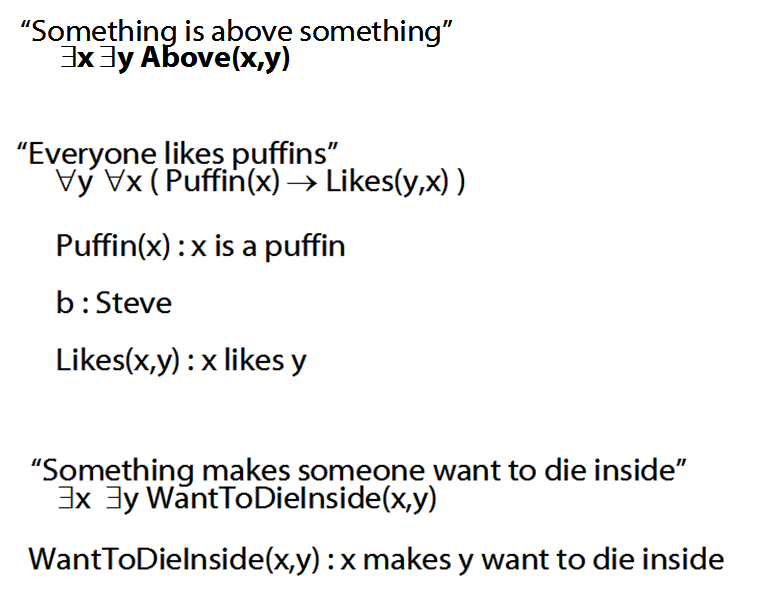 “Something is above something”
∃x ∃y Above(x,y)
“Everyone likes puffins”
∀y ∀x ( Puffin(x) → Likes(y,x) )
Puffin(x) : x is a puffin
b : Steve
Likes(x,y) : x likes y
“Something makes someone want to die inside”
∃x ∃y WantToDieInside(x,y)
WantToDieInside(x,y) : x makes y want to die inside